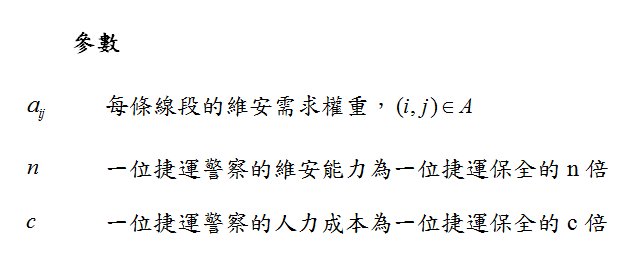 參數
aij 每條線段的維安需求權重，(i, j)∈A
n 一位捷運警察的維安能力為一位捷運保全的 n 倍
c 一位捷運警察的人力成本為一位捷運保全的 c 倍